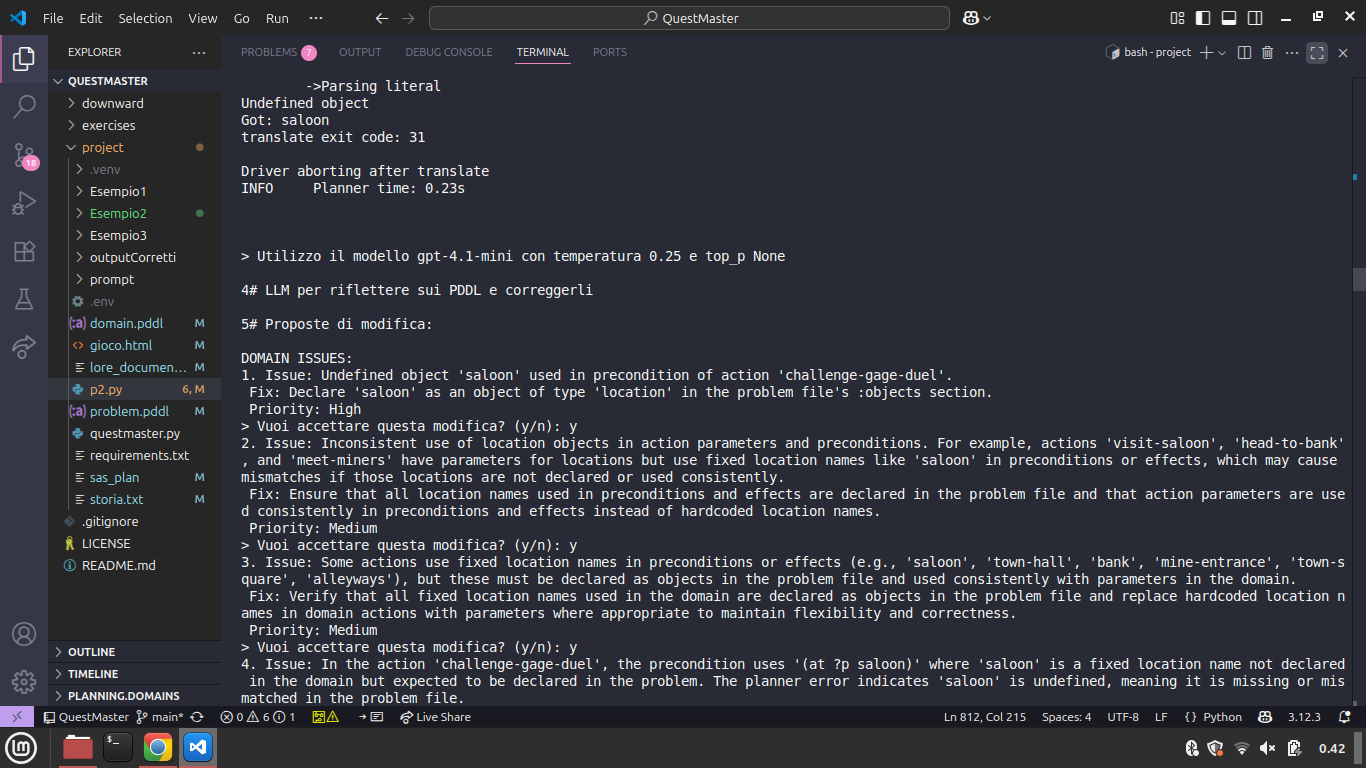 File Edit Selection View Go Run ··· QuestMaster
EXPLORER ···
QUESTMASTER
downward
exercises
project
.venv
Esempio1
Esempio2
Esempio3
outputCorretti
prompt
.env
domain.pddl M
gioco.html M
lore_documen... M
p2.py 6, M
problem.pddl M
questmaster.py
requirements.txt
sas_plan M
storia.txt M
.gitignore
LICENSE
README.md
OUTLINE
TIMELINE
PLANNING.DOMAINS
18
PROBLEMS 7 OUTPUT DEBUG CONSOLE TERMINAL PORTS bash - project
->Parsing literal
Undefined object
Got: saloon
translate exit code: 31
Driver aborting after translate
INFO     Planner time: 0.23s
> Utilizzo il modello gpt-4.1-mini con temperatura 0.25 e top_p None
4# LLM per riflettere sui PDDL e correggerli
5# Proposte di modifica:
DOMAIN ISSUES:
1. Issue: Undefined object 'saloon' used in precondition of action 'challenge-gage-duel'.
Fix: Declare 'saloon' as an object of type 'location' in the problem file's :objects section.
Priority: High
> Vuoi accettare questa modifica? (y/n): y
2. Issue: Inconsistent use of location objects in action parameters and preconditions. For example, actions 'visit-saloon', 'head-to-bank'
, and 'meet-miners' have parameters for locations but use fixed location names like 'saloon' in preconditions or effects, which may cause
mismatches if those locations are not declared or used consistently.
Fix: Ensure that all location names used in preconditions and effects are declared in the problem file and that action parameters are use
d consistently in preconditions and effects instead of hardcoded location names.
Priority: Medium
> Vuoi accettare questa modifica? (y/n): y
3. Issue: Some actions use fixed location names in preconditions or effects (e.g., 'saloon', 'town-hall', 'bank', 'mine-entrance', 'town-s
quare', 'alleyways'), but these must be declared as objects in the problem file and used consistently with parameters in the domain.
Fix: Verify that all fixed location names used in the domain are declared as objects in the problem file and replace hardcoded location n
ames in domain actions with parameters where appropriate to maintain flexibility and correctness.
Priority: Medium
> Vuoi accettare questa modifica? (y/n): y
4. Issue: In the action 'challenge-gage-duel', the precondition uses '(at ?p saloon)' where 'saloon' is a fixed location name not declared
in the domain but expected to be declared in the problem. The planner error indicates 'saloon' is undefined, meaning it is missing or mis
matched in the problem file.
QuestMaster main* 0 6 1 Live Share Ln 812, Col 215 Spaces: 4 UTF-8 LF {} Python 3.12.3
0.42